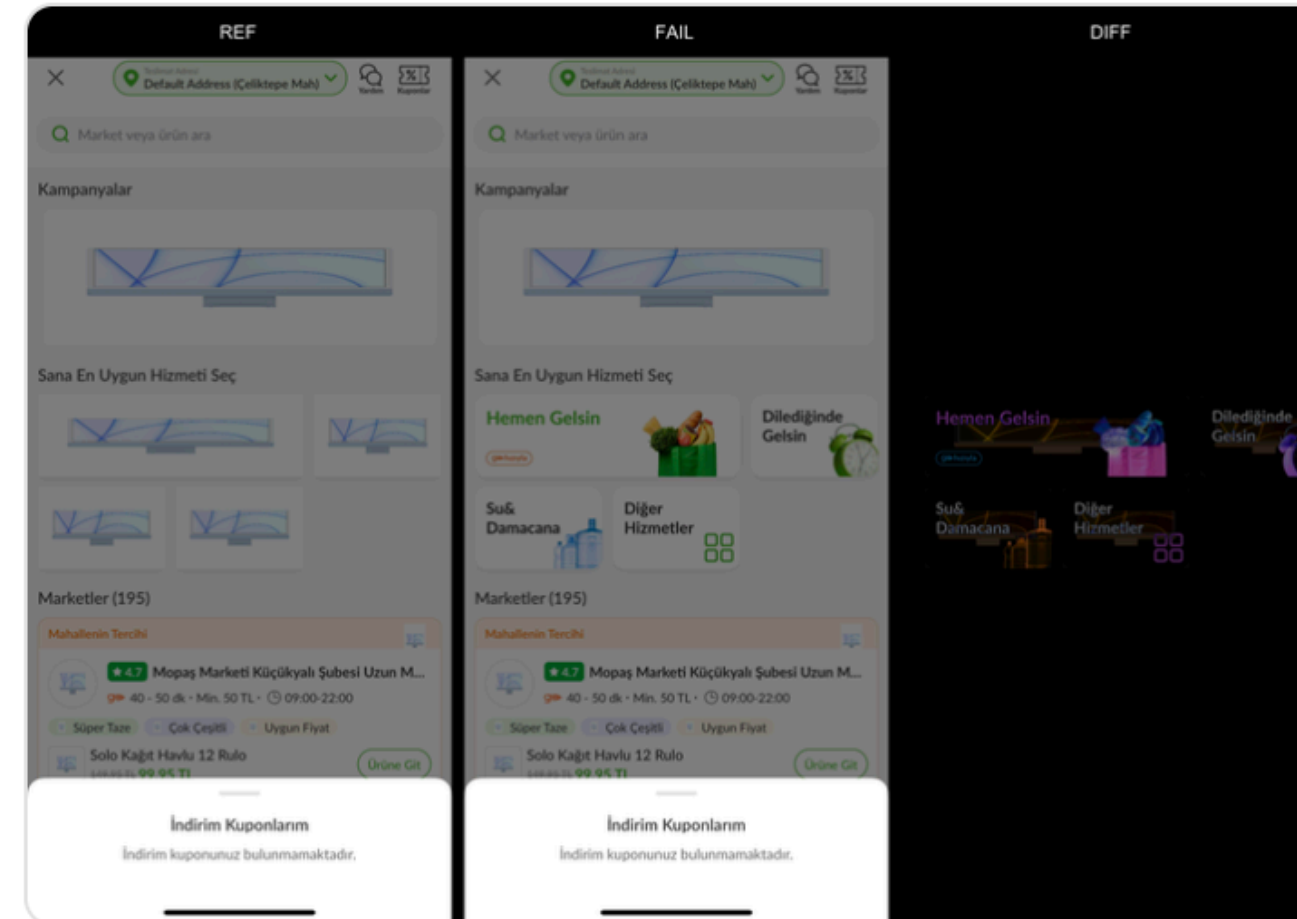 REF
FAIL
DIFF
Teslimat Adresi
Default Address (Çeliktepe Mah)
Yardım
Kuponlar
Market veya ürün ara
Kampanyalar
Sana En Uygun Hizmeti Seç
Marketler (195)
Mahallenin Tercihi
4.7 Mopaş Marketi Küçükyalı Şubesi Uzun M...
40 - 50 dk • Min. 50 TL • 09:00-22:00
Süper Taze Çok Çeşitli Uygun Fiyat
Solo Kağıt Havlu 12 Rulo
99,95 TL
Ürüne Git
İndirim Kuponlarım
İndirim kuponunuz bulunmamaktadır.
Teslimat Adresi
Default Address (Çeliktepe Mah)
Yardım
Kuponlar
Market veya ürün ara
Kampanyalar
Sana En Uygun Hizmeti Seç
Hemen Gelsin
Dilediğinde
Gelsin
Su&
Damacana
Diğer
Hizmetler
Marketler (195)
Mahallenin Tercihi
4.7 Mopaş Marketi Küçükyalı Şubesi Uzun M...
40 - 50 dk • Min. 50 TL • 09:00-22:00
Süper Taze Çok Çeşitli Uygun Fiyat
Solo Kağıt Havlu 12 Rulo
99,95 TL
Ürüne Git
İndirim Kuponlarım
İndirim kuponunuz bulunmamaktadır.
Hemen Gelsin
Dilediğinde
Gelsin
Su&
Damacana
Diğer
Hizmetler